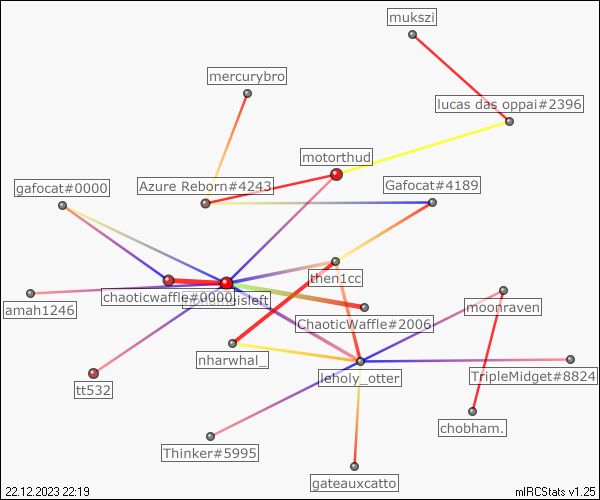 mukszi
mercurybro
lucas das oppai#2396
motorthud
gafocat#0000
Azure Reborn#4243
Gafocat#4189
then1cc
chaoticwaffle#0000
amah1246
ChaoticWaffle#2006
moonraven
nharwhal_
leholy_otter
TripleMidget#8824
tt532
chobham.
Thinker#5995
gateauxcatto
22.12.2023 22:19
mIRCStats v1.25